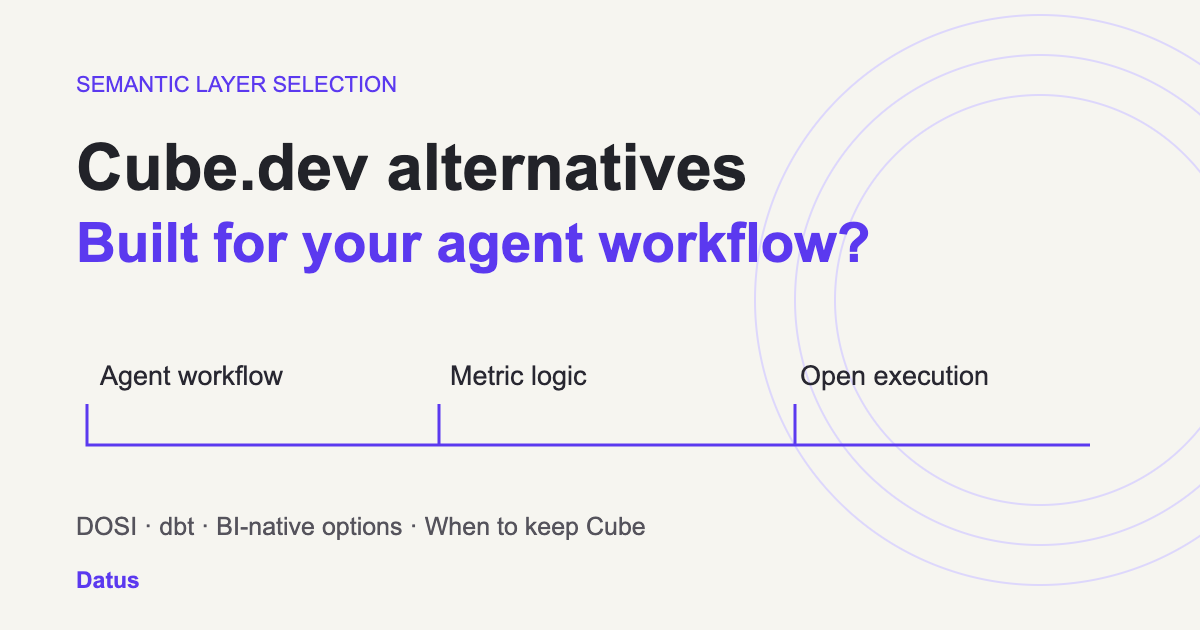 SEMANTIC LAYER SELECTION
Cube.dev alternatives
Built for your agent workflow?
Agent workflow
Metric logic
Open execution
DOSI · dbt · BI-native options · When to keep Cube
Datus